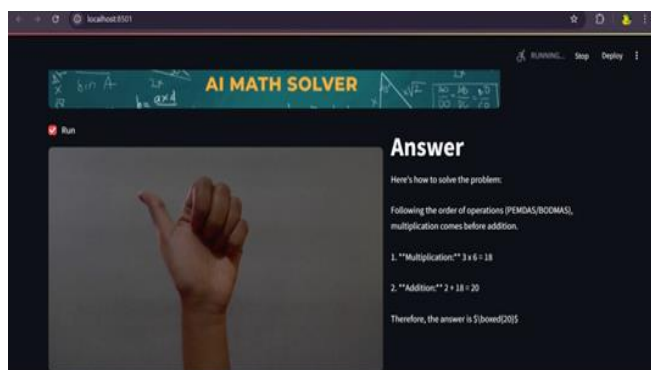 localhost:8501
RUNNING... Stop Deploy
AI MATH SOLVER
Run
Answer
Here's how to solve the problem:
Following the order of operations (PEMDAS/BODMAS),
multiplication comes before addition.
1. **Multiplication:** 3 x 6 = 18
2. **Addition:** 2 + 18 = 20
Therefore, the answer is $\boxed{20}$